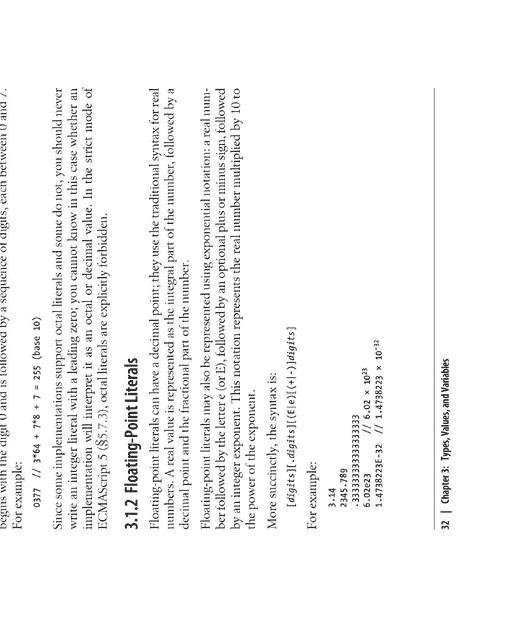 begins with the digit 0 and is followed by a sequence of digits, each between 0 and 7.
For example:
0377 // 3*64 + 7*8 + 7 = 255 (base 10)
Since some implementations support octal literals and some do not, you should never
write an integer literal with a leading zero; you cannot know in this case whether an
implementation will interpret it as an octal or decimal value. In the strict mode of
ECMAScript 5 (§5.7.3), octal literals are explicitly forbidden.
3.1.2 Floating-Point Literals
Floating-point literals can have a decimal point; they use the traditional syntax for real
numbers. A real value is represented as the integral part of the number, followed by a
decimal point and the fractional part of the number.
Floating-point literals may also be represented using exponential notation: a real num-
ber followed by the letter e (or E), followed by an optional plus or minus sign, followed
by an integer exponent. This notation represents the real number multiplied by 10 to
the power of the exponent.
More succinctly, the syntax is:
[digits][.digits][(E|e)[(+|-)]digits]
For example:
3.14
2345.789
.333333333333333333
6.02e23 // 6.02 × 10²³
1.4738223E-32 // 1.4738223 × 10⁻³²
32 | Chapter 3: Types, Values, and Variables